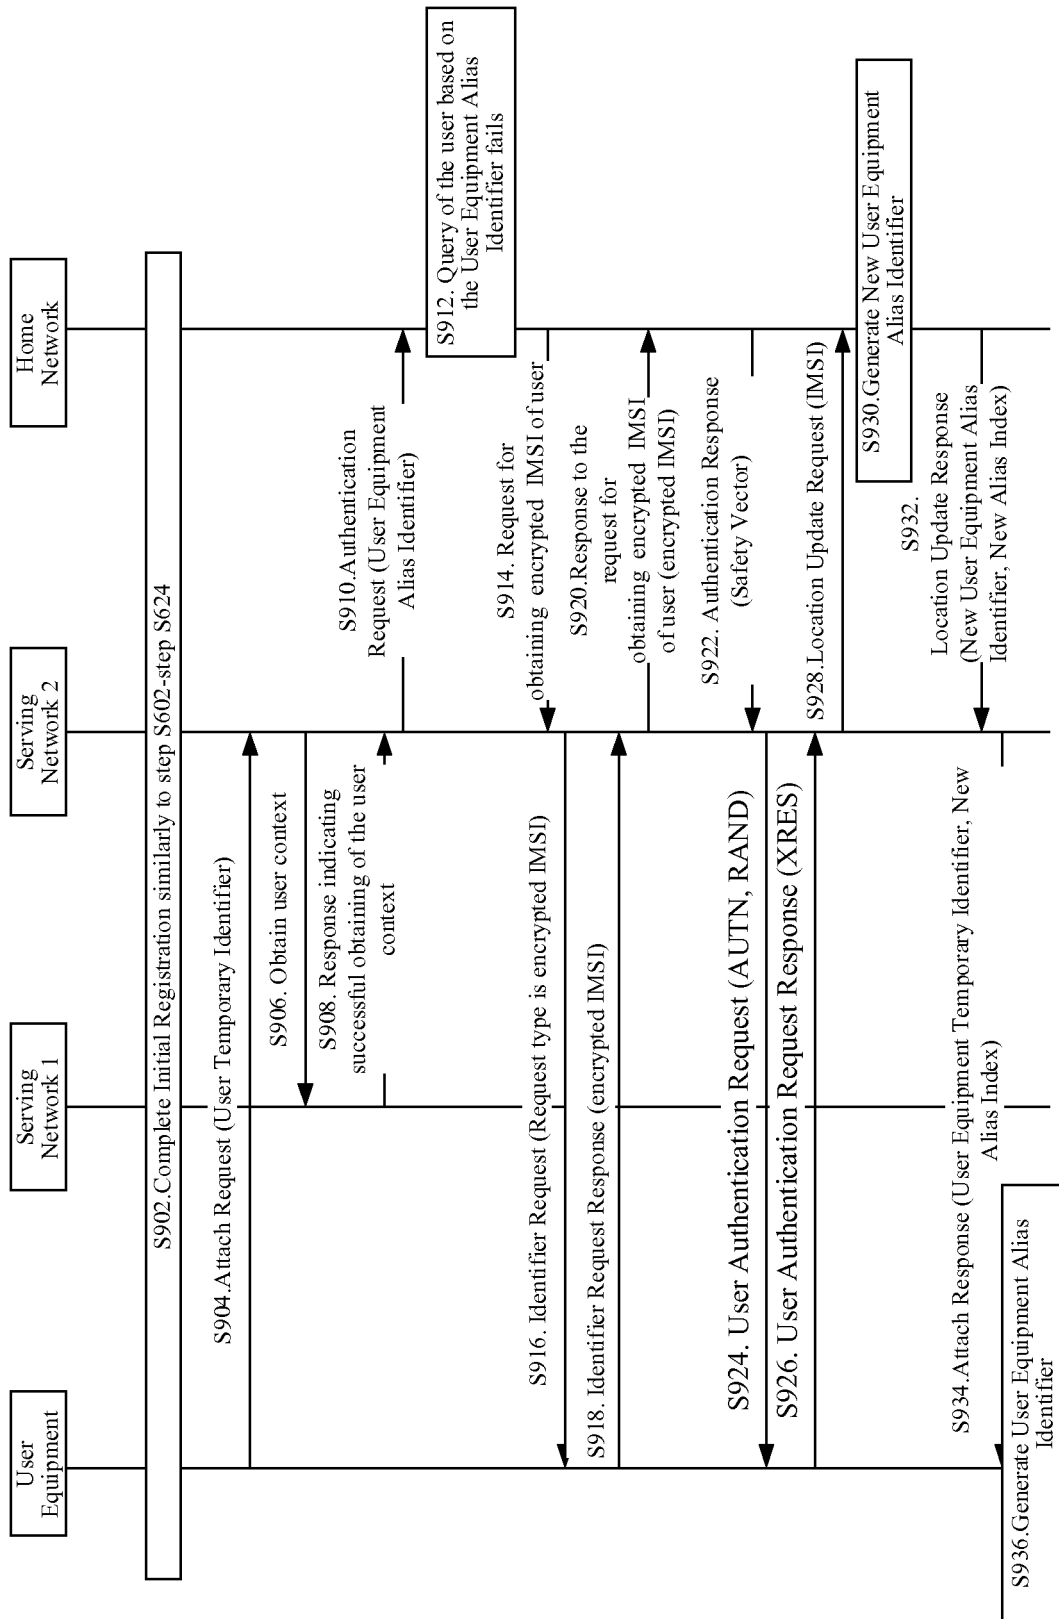 User
Equipment
Serving
Network 1
Serving
Network 2
Home
Network
S902.Complete Initial Registration similarly to step S602-step S624
S904.Attach Request (User Temporary Identifier)
S906. Obtain user context
S908. Response indicating
successful obtaining of the user
context
S910.Authentication
Request (User Equipment
Alias Identifier)
S912. Query of the user based on
the User Equipment Alias
Identifier fails
S914. Request for
obtaining encrypted IMSI of user
S916. Identifier Request (Request type is encrypted IMSI)
S918. Identifier Request Response (encrypted IMSI)
S920.Response to the
request for
obtaining encrypted IMSI
of user (encrypted IMSI)
S922. Authentication Response
(Safety Vector)
S924. User Authentication Request (AUTN, RAND)
S926. User Authentication Request Response (XRES)
S928.Location Update Request (IMSI)
S930.Generate New User Equipment
Alias Identifier
S932.
Location Update Response
(New User Equipment Alias
Identifier, New Alias Index)
S934.Attach Response (User Equipment Temporary Identifier, New
Alias Index)
S936.Generate User Equipment Alias
Identifier